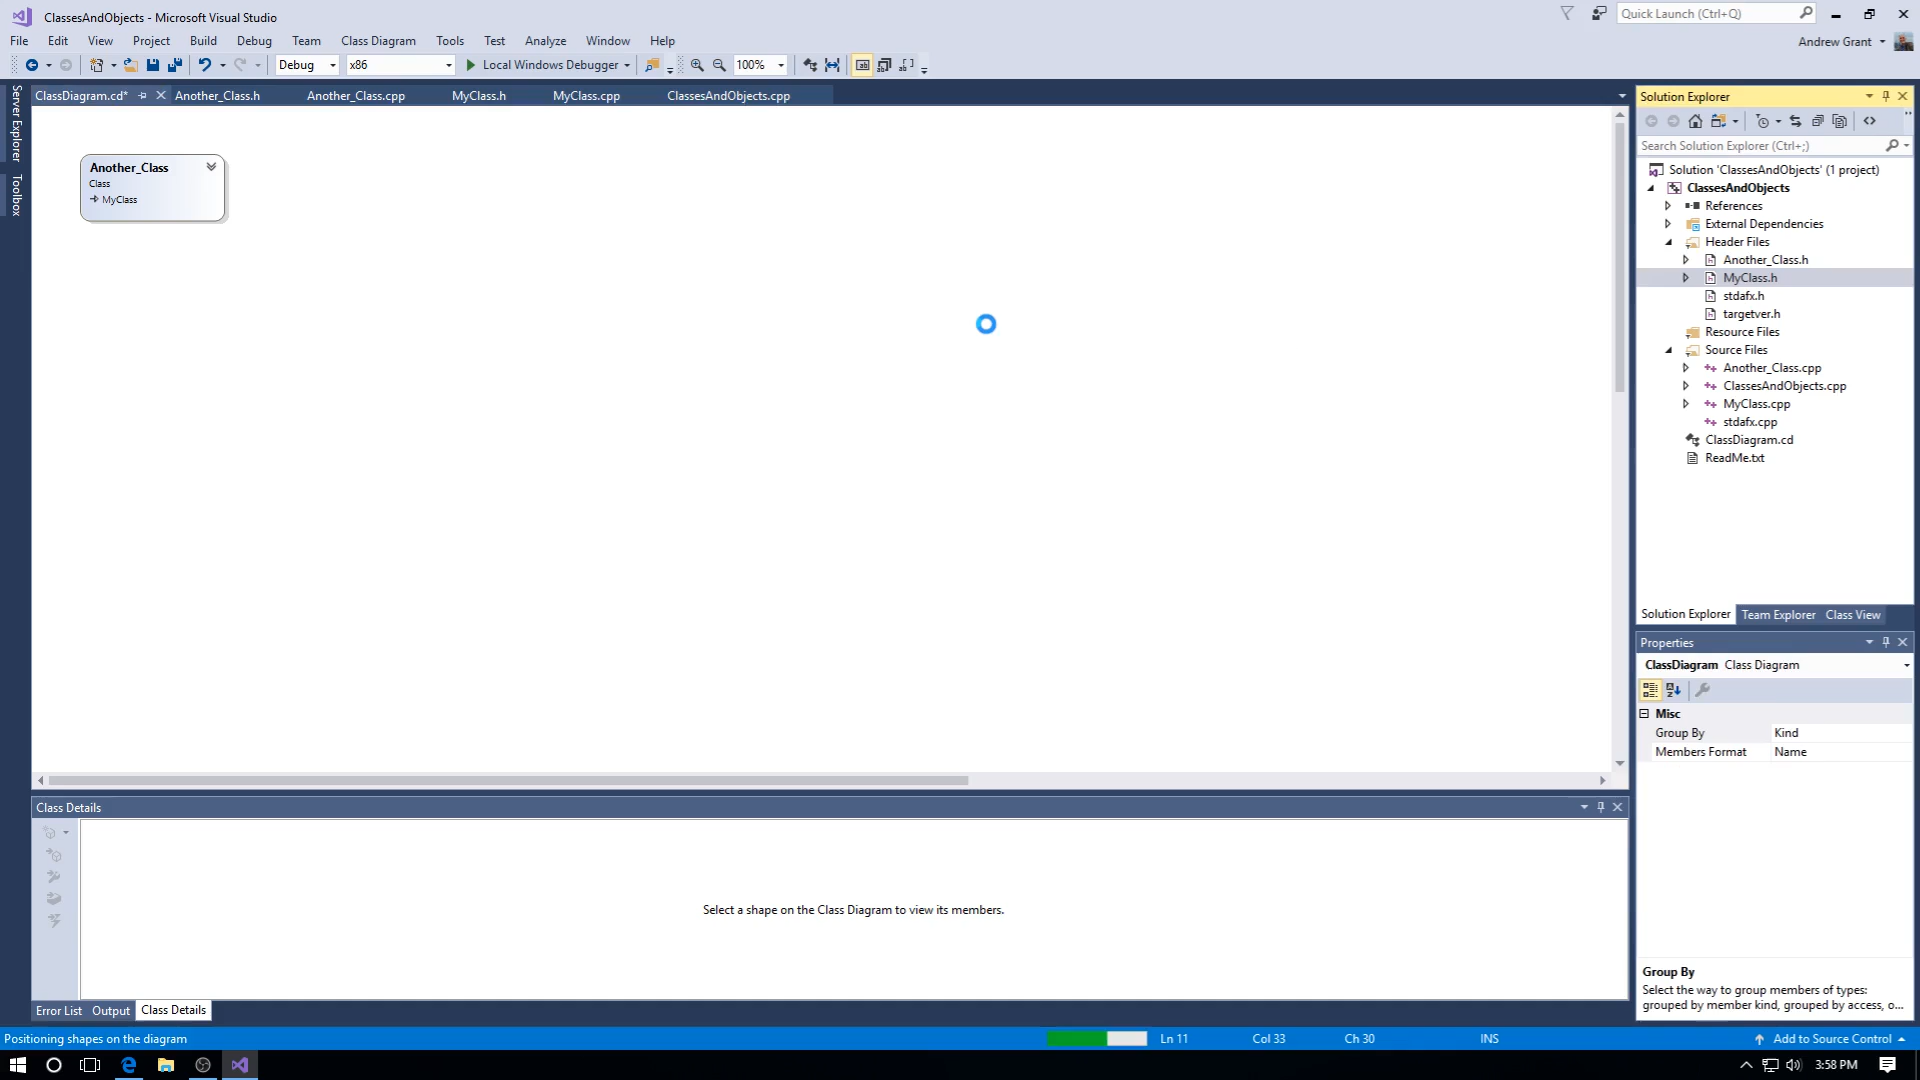 ClassesAndObjects - Microsoft Visual Studio
Quick Launch (Ctrl+Q)
File Edit View Project Build Debug Team Class Diagram Tools Test Analyze Window Help
Andrew Grant
Debug x86 Local Windows Debugger 100%
Server Explorer
Toolbox
ClassDiagram.cd* Another_Class.h Another_Class.cpp MyClass.h MyClass.cpp ClassesAndObjects.cpp
Another_Class
Class
MyClass
Solution Explorer
Search Solution Explorer (Ctrl+;)
Solution 'ClassesAndObjects' (1 project)
ClassesAndObjects
References
External Dependencies
Header Files
Another_Class.h
MyClass.h
stdafx.h
targetver.h
Resource Files
Source Files
Another_Class.cpp
ClassesAndObjects.cpp
MyClass.cpp
stdafx.cpp
ClassDiagram.cd
ReadMe.txt
Solution Explorer Team Explorer Class View
Properties
ClassDiagram Class Diagram
Misc
Group By Kind
Members Format Name
Group By
Select the way to group members of types:
grouped by member kind, grouped by access, o...
Class Details
Select a shape on the Class Diagram to view its members.
Error List Output Class Details
Positioning shapes on the diagram
Ln 11 Col 33 Ch 30 INS
Add to Source Control
3:58 PM